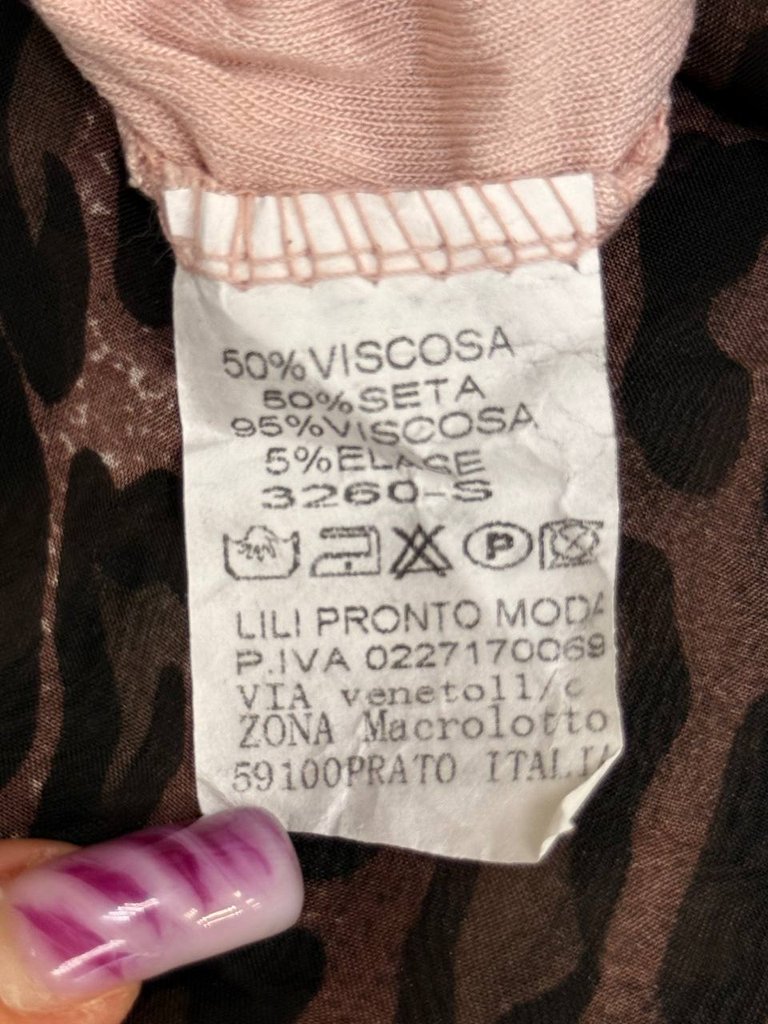 50%VISCOSA
50%SETA
95%VISCOSA
5%ELASE
3260-S
P
LILI PRONTO MODA
P.IVA 0227170069
VIA venetoll/c
ZONA Macrolotto
59100PRATO ITALIA